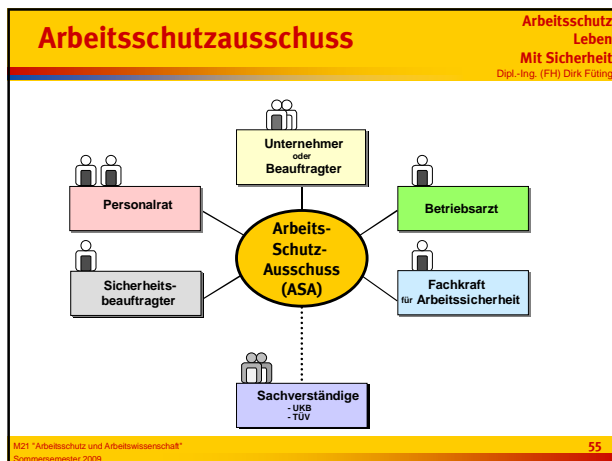 Arbeitsschutzausschuss
Arbeitsschutz
Leben
Mit Sicherheit
Dipl.-Ing. (FH) Dirk Füting
Unternehmer
oder
Beauftragter
Personalrat
Betriebsarzt
Arbeits-
Schutz-
Ausschuss
(ASA)
Sicherheits-
beauftragter
Fachkraft
für Arbeitssicherheit
Sachverständige
- UKB
- TÜV
M21 "Arbeitsschutz und Arbeitswissenschaft"
Sommersemester 2009
55